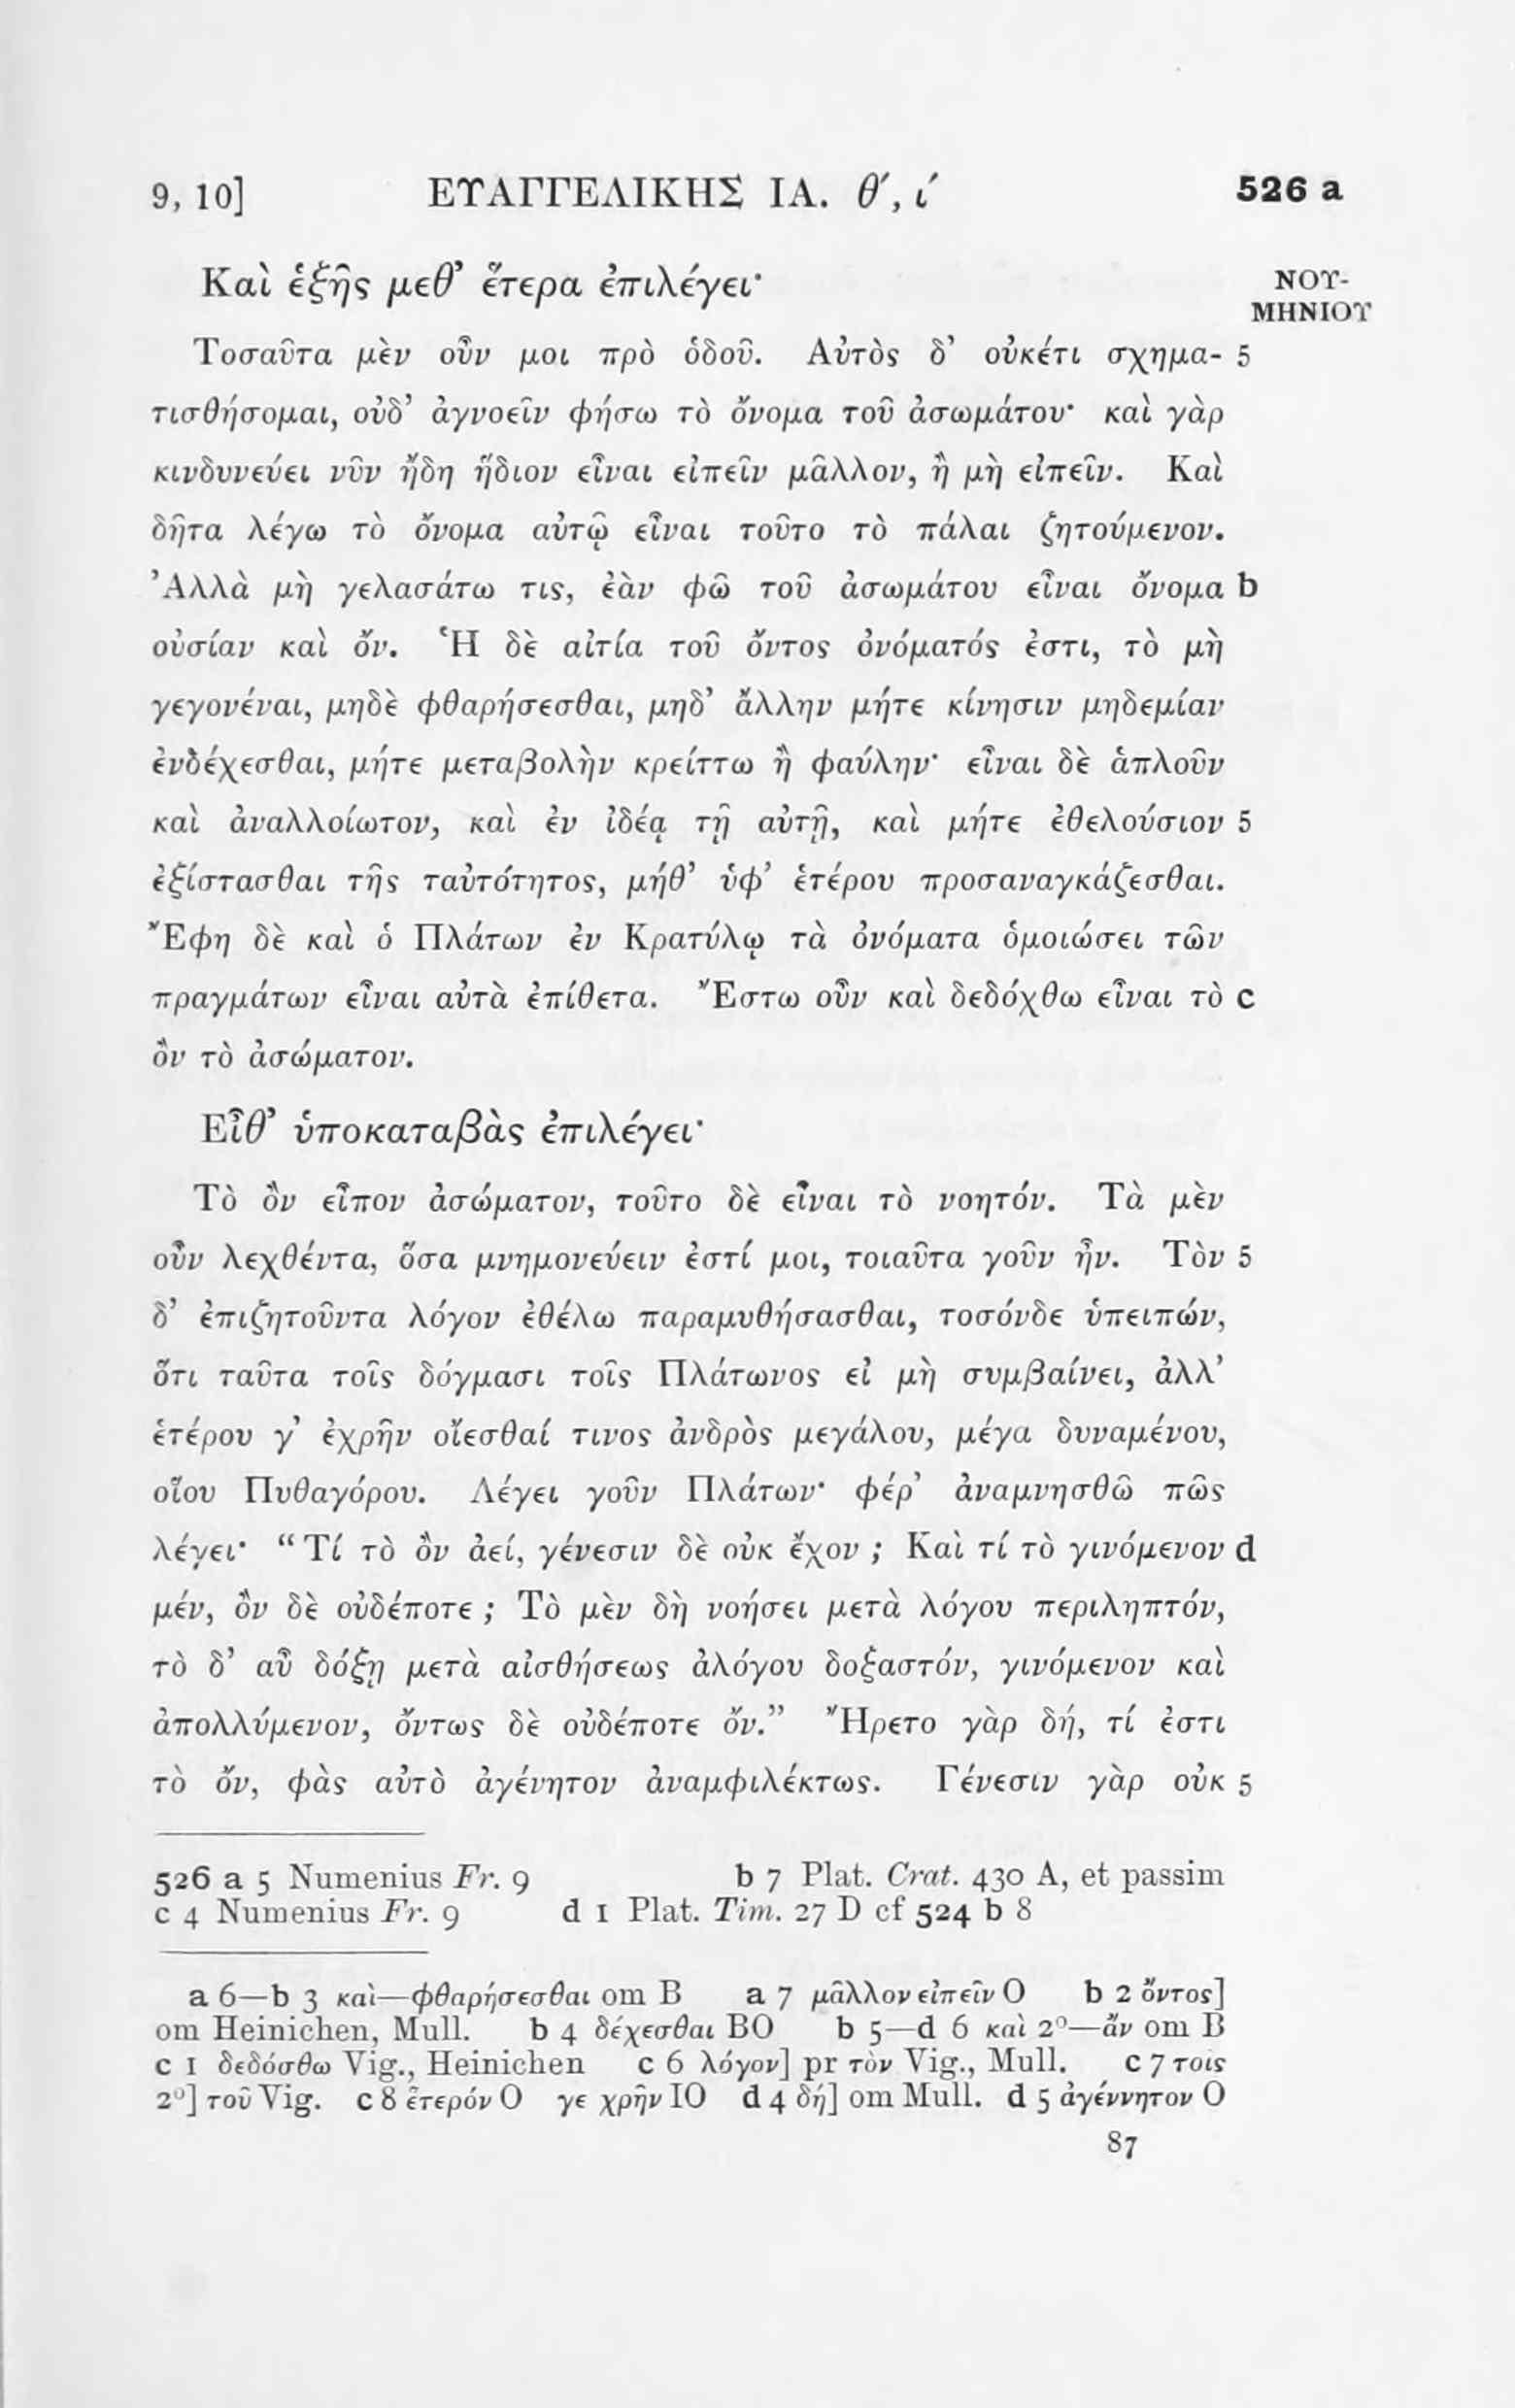 9, 10] ΕΥΑΓΓΕΛΙΚΗΣ ΙΑ. θ´, ι´ 526 a
Καὶ ἑξῆς μεθ’ ἕτερα ἐπιλέγει·
ΝΟΥ-
ΜΗΝΙΟΥ
Τοσαῦτα μὲν οὖν μοι πρὸ ὁδοῦ. Αὐτὸς δ’ οὐκέτι σχημα- 5
τισθήσομαι, οὐδ’ ἀγνοεῖν φήσω τὸ ὄνομα τοῦ ἀσωμάτου· καὶ γὰρ
κινδυνεύει νῦν ἤδη ἥδιον εἶναι εἰπεῖν μᾶλλον, ἢ μὴ εἰπεῖν. Καὶ
δῆτα λέγω τὸ ὄνομα αὐτῷ εἶναι τοῦτο τὸ πάλαι ζητούμενον.
Ἀλλὰ μὴ γελασάτω τις, ἐὰν φῶ τοῦ ἀσωμάτου εἶναι ὄνομα b
οὐσίαν καὶ ὄν. Ἡ δὲ αἰτία τοῦ ὄντος ὀνόματός ἐστι, τὸ μὴ
γεγονέναι, μηδὲ φθαρήσεσθαι, μηδ’ ἄλλην μήτε κίνησιν μηδεμίαν
ἐνδέχεσθαι, μήτε μεταβολὴν κρείττω ἢ φαύλην· εἶναι δὲ ἁπλοῦν
καὶ ἀναλλοίωτον, καὶ ἐν ἰδέᾳ τῇ αὐτῇ, καὶ μήτε ἐθελούσιον 5
ἐξίστασθαι τῆς ταὐτότητος, μήθ’ ὑφ’ ἑτέρου προσαναγκάζεσθαι.
Ἔφη δὲ καὶ ὁ Πλάτων ἐν Κρατύλῳ τὰ ὀνόματα ὁμοιώσει τῶν
πραγμάτων εἶναι αὐτὰ ἐπίθετα. Ἔστω οὖν καὶ δεδόχθω εἶναι τὸ c
ὂν τὸ ἀσώματον.
Εἶθ’ ὑποκαταβὰς ἐπιλέγει·
Τὸ ὂν εἶπον ἀσώματον, τοῦτο δὲ εἶναι τὸ νοητόν. Τὰ μὲν
οὖν λεχθέντα, ὅσα μνημονεύειν ἐστί μοι, τοιαῦτα γοῦν ἦν. Τὸν 5
δ’ ἐπιζητοῦντα λόγον ἐθέλω παραμυθήσασθαι, τοσόνδε ὑπειπών,
ὅτι ταῦτα τοῖς δόγμασι τοῖς Πλάτωνος εἰ μὴ συμβαίνει, ἀλλ’
ἑτέρου γ’ ἐχρῆν οἴεσθαί τινος ἀνδρὸς μεγάλου, μέγα δυναμένου,
οἵου Πυθαγόρου. Λέγει γοῦν Πλάτων· φέρ’ ἀναμνησθῶ πῶς
λέγει· “Τί τὸ ὂν ἀεί, γένεσιν δὲ οὐκ ἔχον ; Καὶ τί τὸ γινόμενον d
μέν, ὂν δὲ οὐδέποτε ; Τὸ μὲν δὴ νοήσει μετὰ λόγου περιληπτόν,
τὸ δ’ αὖ δόξῃ μετὰ αἰσθήσεως ἀλόγου δοξαστόν, γινόμενον καὶ
ἀπολλύμενον, ὄντως δὲ οὐδέποτε ὄν.” Ἤρετο γὰρ δή, τί ἐστι
τὸ ὄν, φὰς αὐτὸ ἀγένητον ἀναμφιλέκτως. Γένεσιν γὰρ οὐκ 5
526 a 5 Numenius Fr. 9 b 7 Plat. Crat. 430 A, et passim
c 4 Numenius Fr. 9 d 1 Plat. Tim. 27 D cf 524 b 8
a 6—b 3 καὶ—φθαρήσεσθαι om B a 7 μᾶλλον εἰπεῖν O b 2 ὄντος]
om Heinichen, Mull. b 4 δέχεσθαι BO b 5—d 6 καὶ 2⁰—ἄν om B
c 1 δεδόσθω Vig., Heinichen c 6 λόγον] pr τὸν Vig., Mull. c 7 τοις
2⁰] τοῦ Vig. c 8 ἕτερόν O γε χρῆν IO d 4 δή] om Mull. d 5 ἀγέννητον O
87